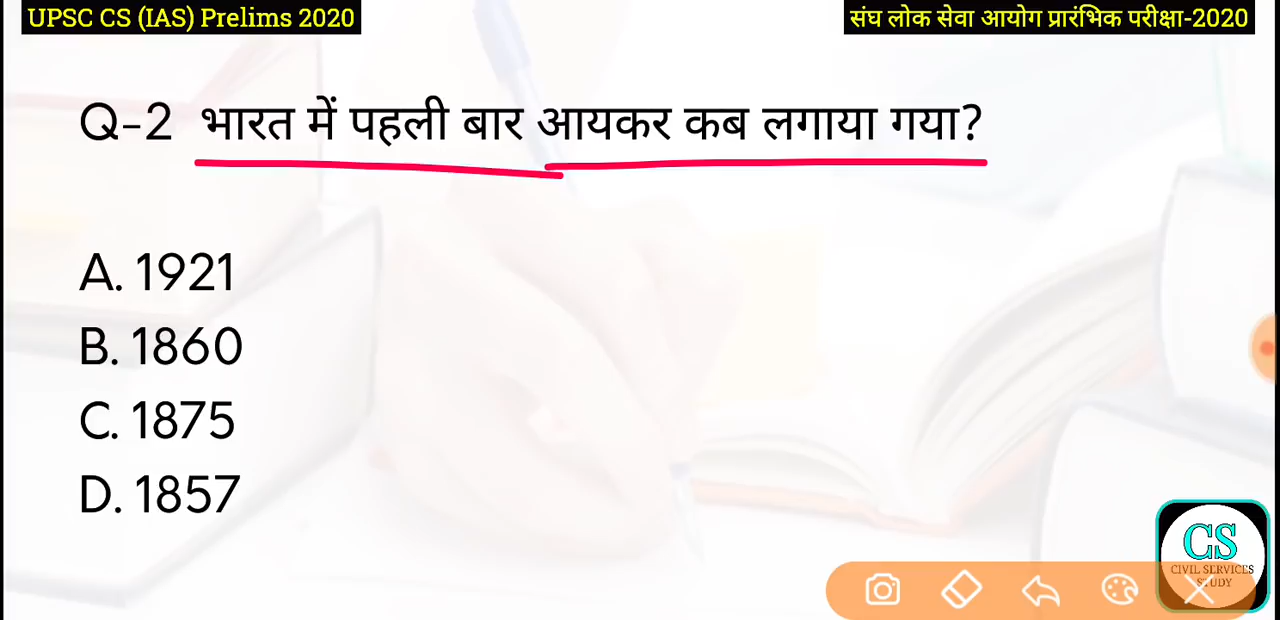 UPSC CS (IAS) Prelims 2020
संघ लोक सेवा आयोग प्रारंभिक परीक्षा-2020
Q-2 भारत में पहली बार आयकर कब लगाया गया?
A. 1921
B. 1860
C. 1875
D. 1857
CS
CIVIL SERVICES
STUDY